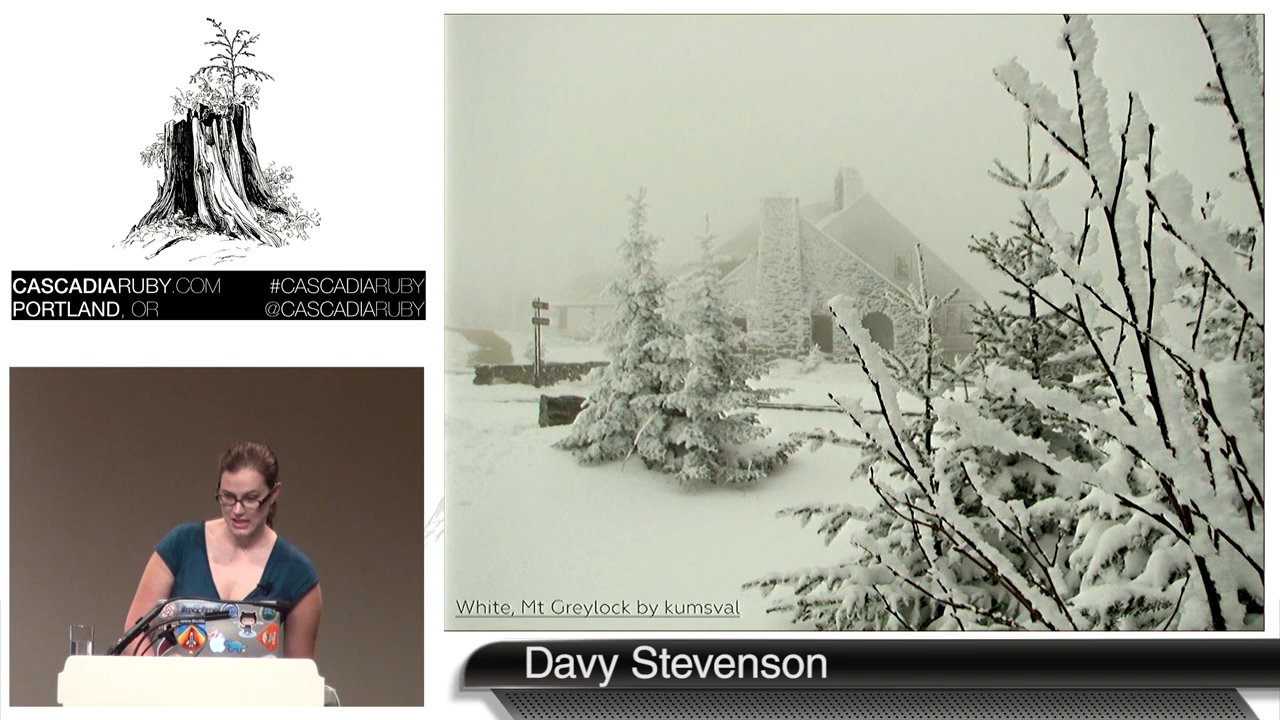 CASCADIARUBY.COM #CASCADIARUBY
PORTLAND, OR @CASCADIARUBY
White, Mt Greylock by kumsval
Davy Stevenson